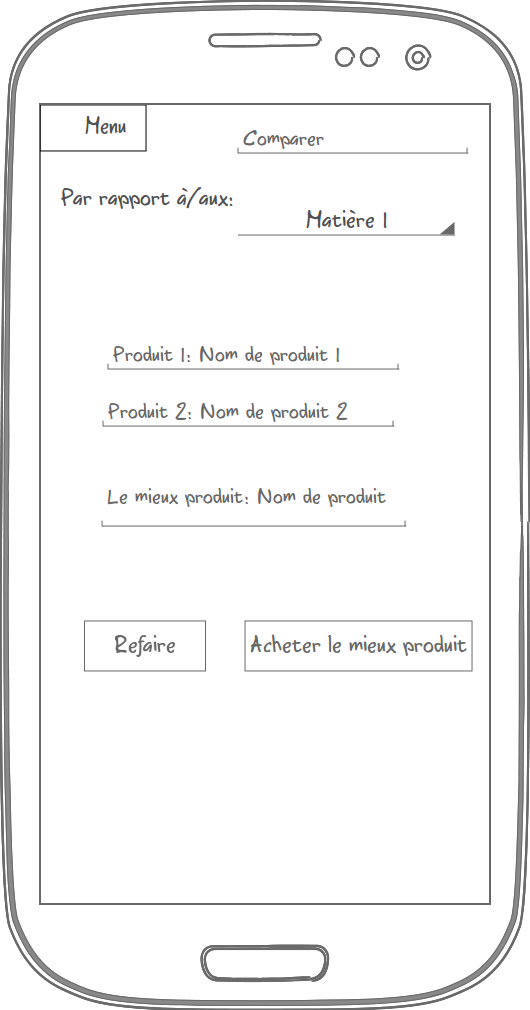 Menu
Comparer
Par rapport à/aux:
Matière 1
Produit 1: Nom de produit 1
Produit 2: Nom de produit 2
Le mieux produit: Nom de produit
Refaire
Acheter le mieux produit